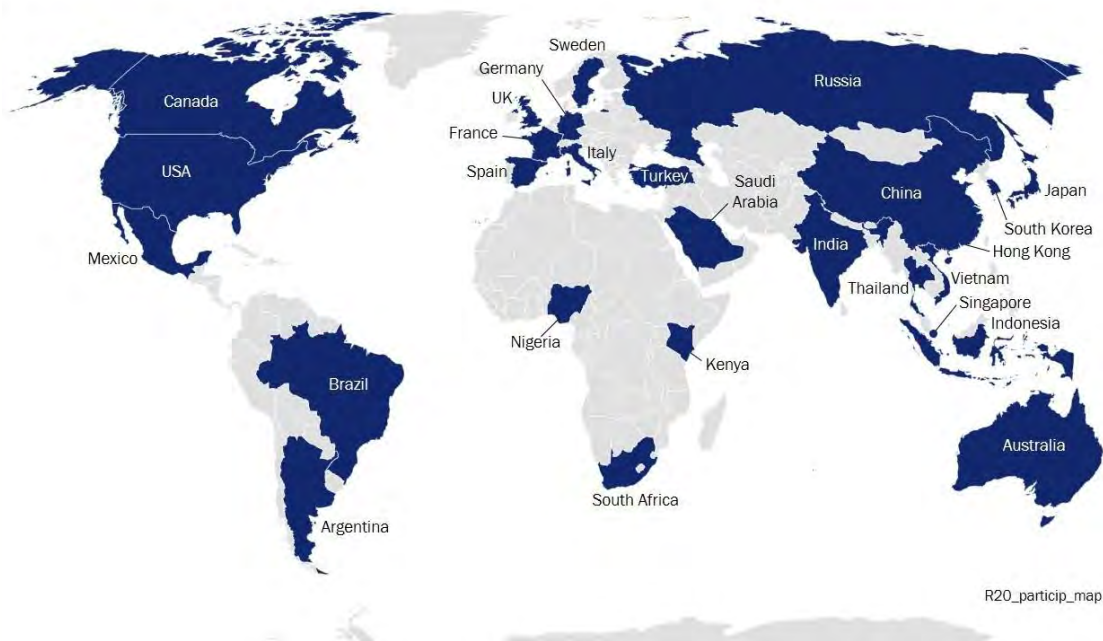 Sweden
Germany
UK
France
Spain
Italy
Turkey
Russia
Canada
USA
Mexico
Saudi
Arabia
China
Japan
South Korea
Hong Kong
India
Vietnam
Thailand
Singapore
Indonesia
Nigeria
Kenya
Brazil
Australia
South Africa
Argentina
R20_particip_map